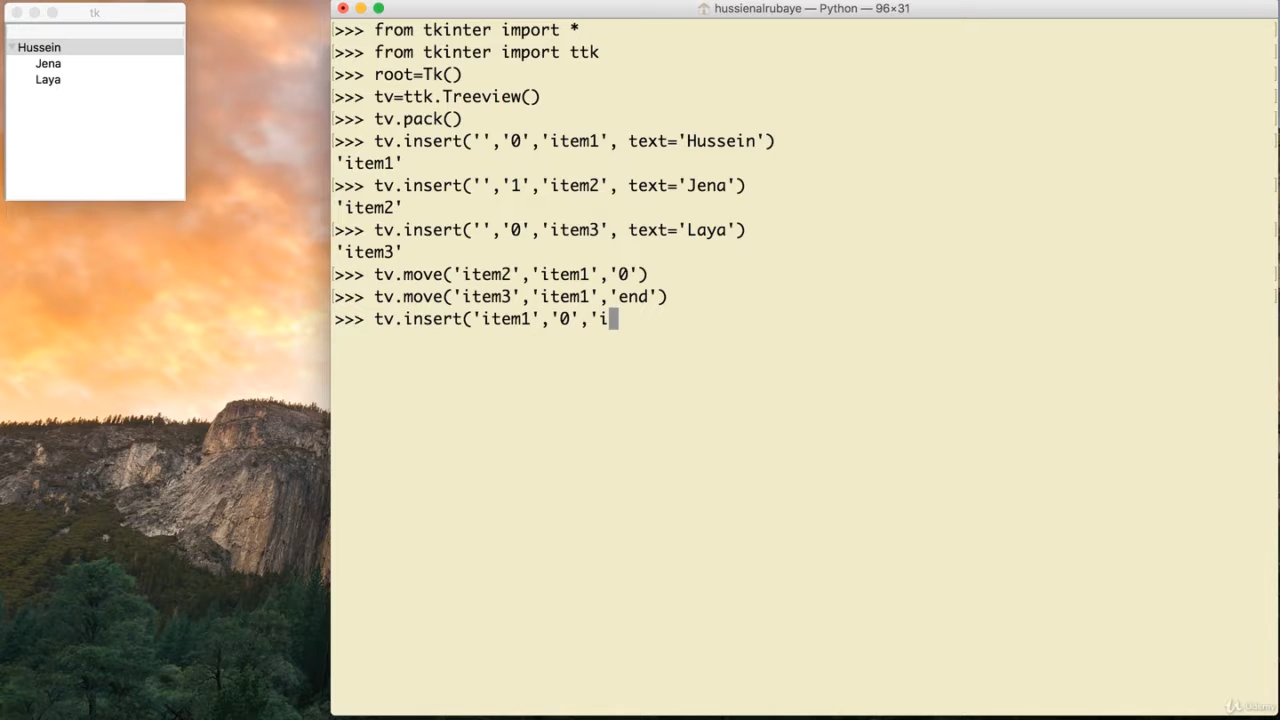 tk
Hussein
Jena
Laya
hussienalrubaye — Python — 96×31
>>> from tkinter import *
>>> from tkinter import ttk
>>> root=Tk()
>>> tv=ttk.Treeview()
>>> tv.pack()
>>> tv.insert('','0','item1', text='Hussein')
'item1'
>>> tv.insert('','1','item2', text='Jena')
'item2'
>>> tv.insert('','0','item3', text='Laya')
'item3'
>>> tv.move('item2','item1','0')
>>> tv.move('item3','item1','end')
>>> tv.insert('item1','0','i
Udemy